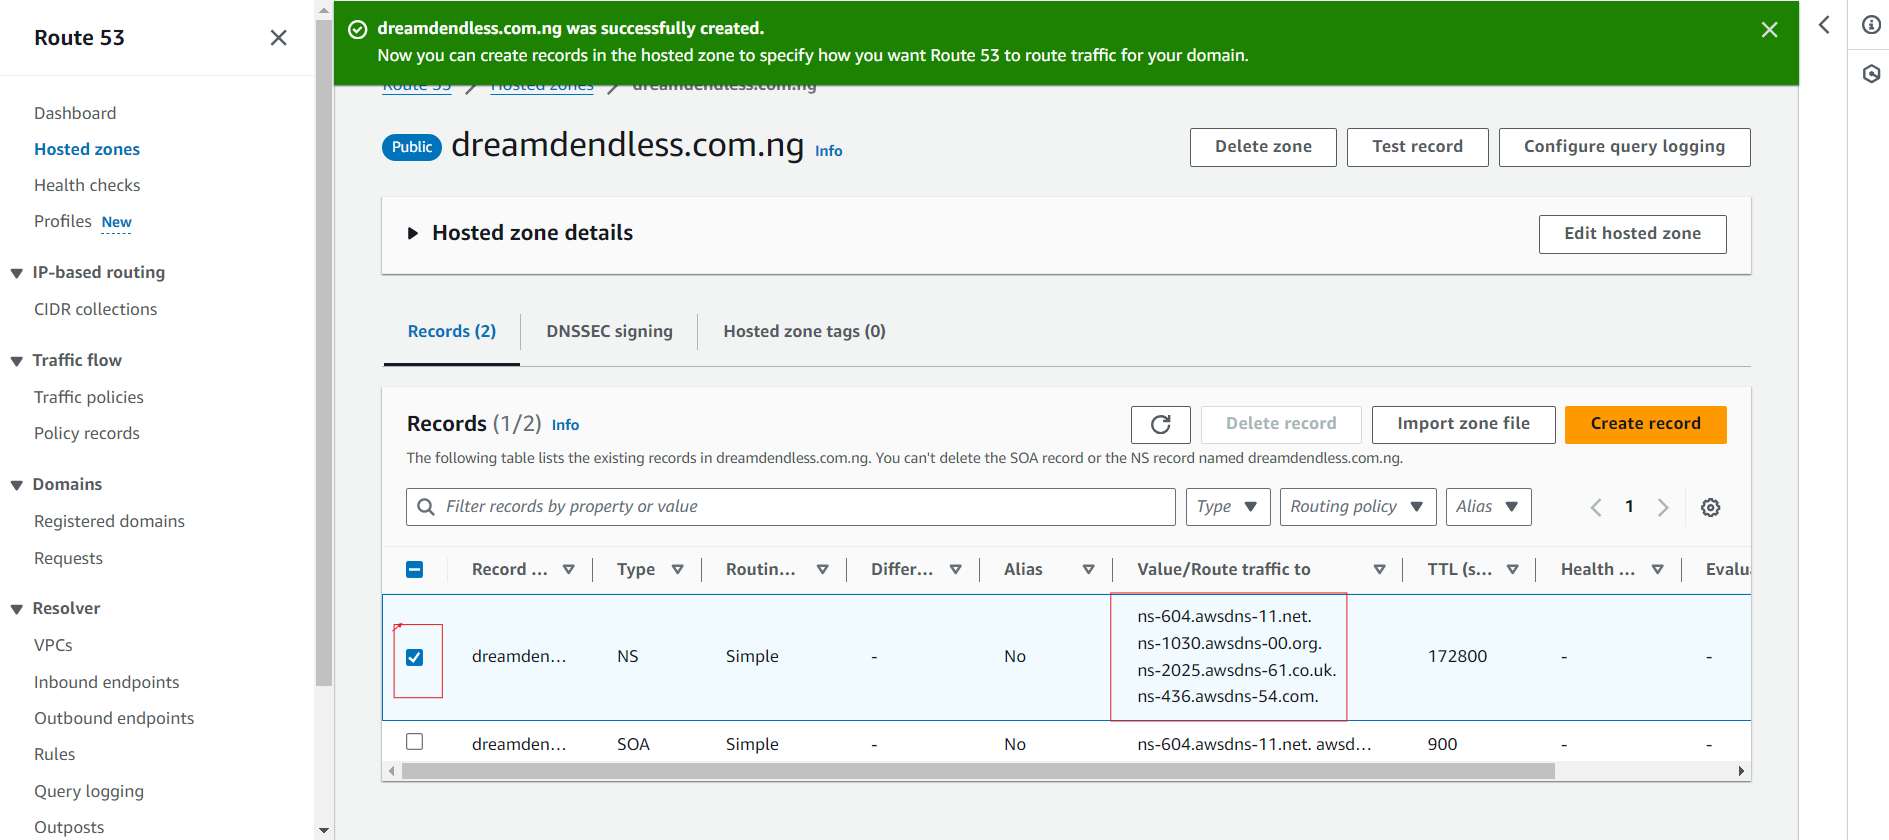 Route 53
Dashboard
Hosted zones
Health checks
Profiles New
IP-based routing
CIDR collections
Traffic flow
Traffic policies
Policy records
Domains
Registered domains
Requests
Resolver
VPCs
Inbound endpoints
Outbound endpoints
Rules
Query logging
Outposts
dreamdendless.com.ng was successfully created.
Now you can create records in the hosted zone to specify how you want Route 53 to route traffic for your domain.
Route 53 Hosted zones dreamdendless.com.ng
Public dreamdendless.com.ng Info
Delete zone Test record Configure query logging
Hosted zone details
Edit hosted zone
Records (2) DNSSEC signing Hosted zone tags (0)
Records (1/2) Info
Delete record Import zone file Create record
The following table lists the existing records in dreamdendless.com.ng. You can't delete the SOA record or the NS record named dreamdendless.com.ng.
Filter records by property or value Type Routing policy Alias 1
Record ... Type Routin... Differ... Alias Value/Route traffic to TTL (s... Health ... Evalu
dreamden... NS Simple - No ns-604.awsdns-11.net.
ns-1030.awsdns-00.org.
ns-2025.awsdns-61.co.uk.
ns-436.awsdns-54.com.
172800 - -
dreamden... SOA Simple - No ns-604.awsdns-11.net. awsd... 900 - -